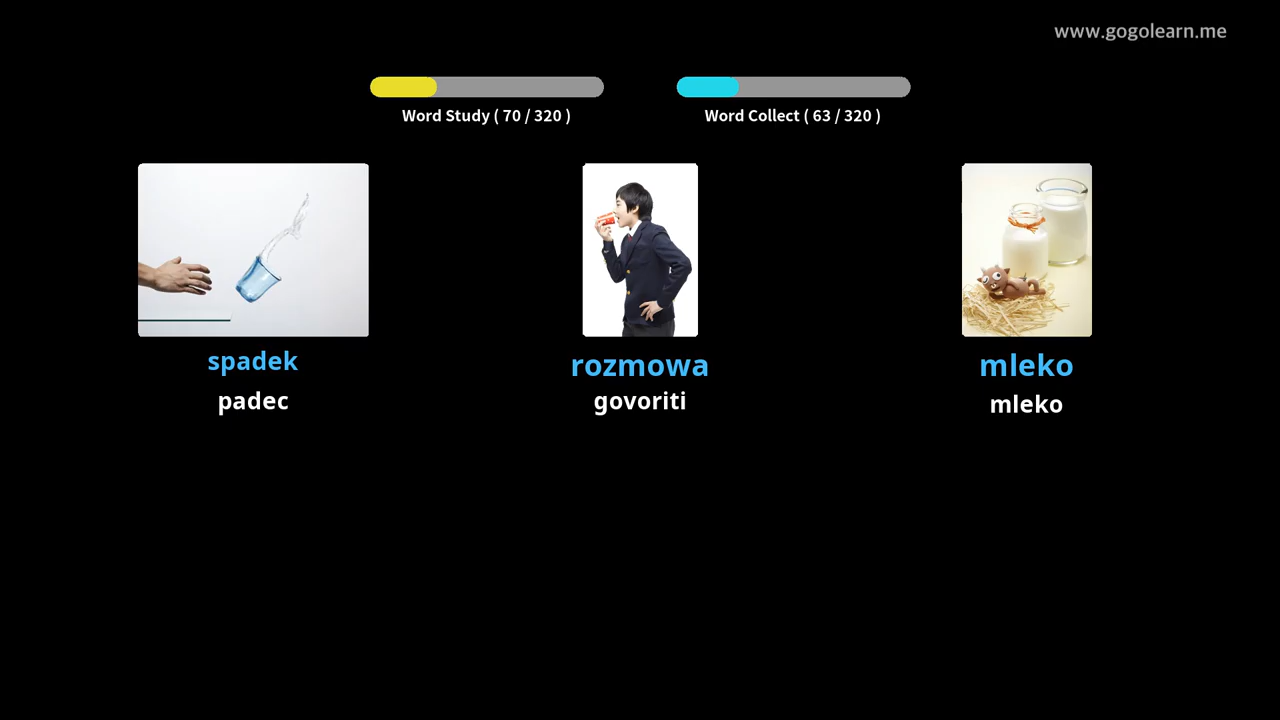 www.gogolearn.me
Word Study ( 70 / 320 )
Word Collect ( 63 / 320 )
spadek
padec
rozmowa
govoriti
mleko
mleko